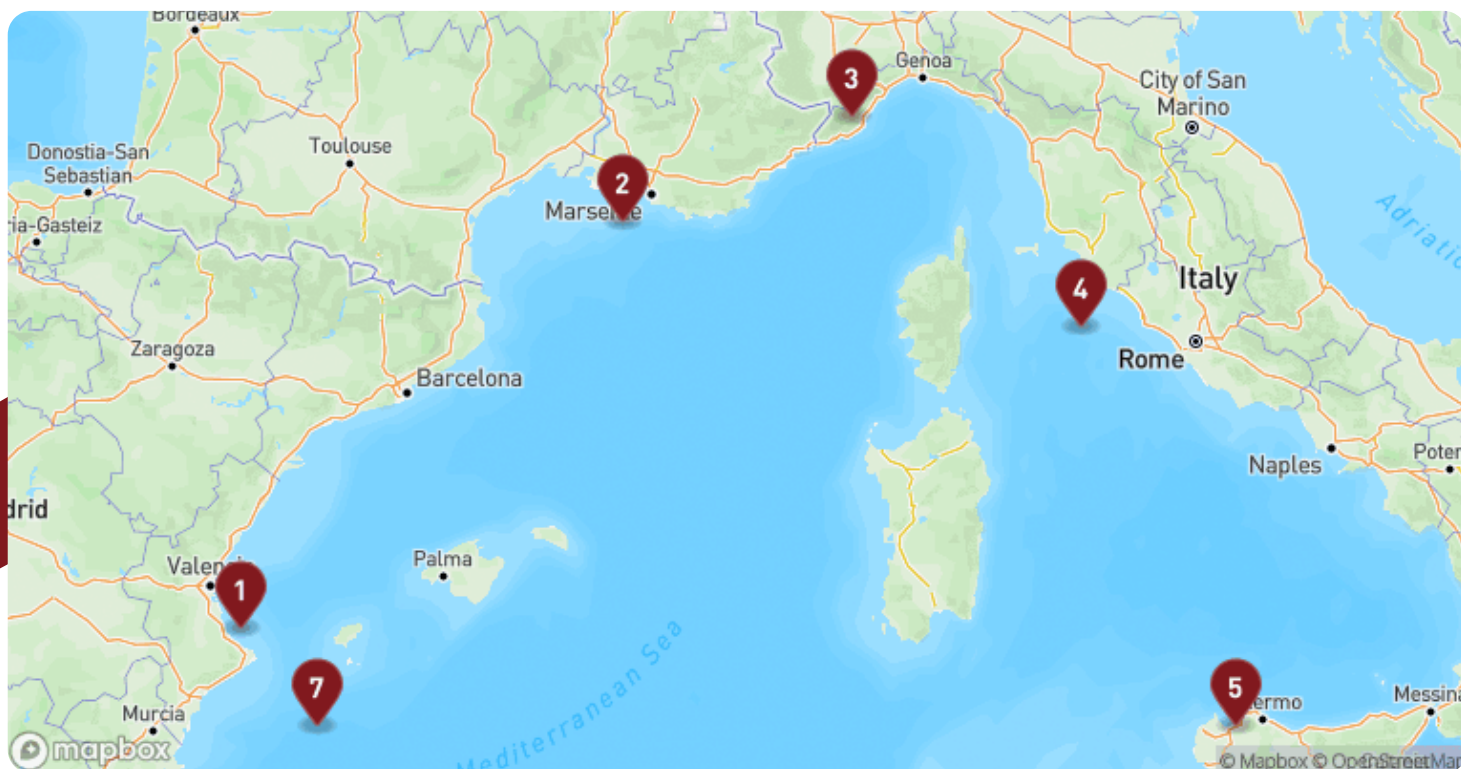 Bordeaux
Genoa
3
City of San
Marino
Toulouse
Donostia-San
Sebastian
2
Marseille
ria-Gasteiz
Adriatic
Italy
4
Rome
Zaragoza
Barcelona
Naples
Poten
drid
Palma
Valencia
1
Mediterranean Sea
7
5
ermo
Messina
Murcia
mapbox
© Mapbox © OpenStreetMap